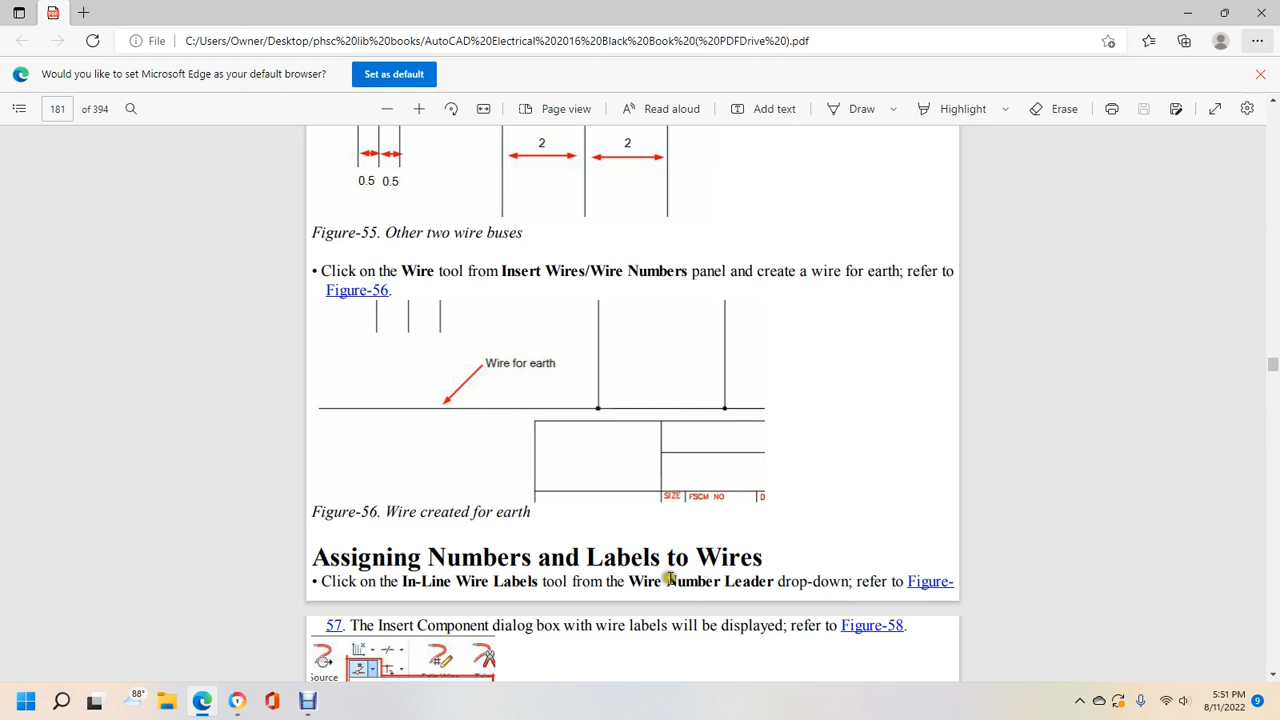 File
C:/Users/Owner/Desktop/phsc%20lib%20books/AutoCAD%20Electrical%202016%20Black%20Book%20(%20PDFDrive%20).pdf
Would you like to set Microsoft Edge as your default browser?
Set as default
181
of 394
Page view
Read aloud
Add text
Draw
Highlight
Erase
2
2
0.5 0.5
Figure-55. Other two wire buses
• Click on the Wire tool from Insert Wires/Wire Numbers panel and create a wire for earth; refer to
Figure-56.
Wire for earth
SIZE FSCM NO D
Figure-56. Wire created for earth
Assigning Numbers and Labels to Wires
• Click on the In-Line Wire Labels tool from the Wire Number Leader drop-down; refer to Figure-
57. The Insert Component dialog box with wire labels will be displayed; refer to Figure-58.
88°
5:51 PM
8/11/2022
9